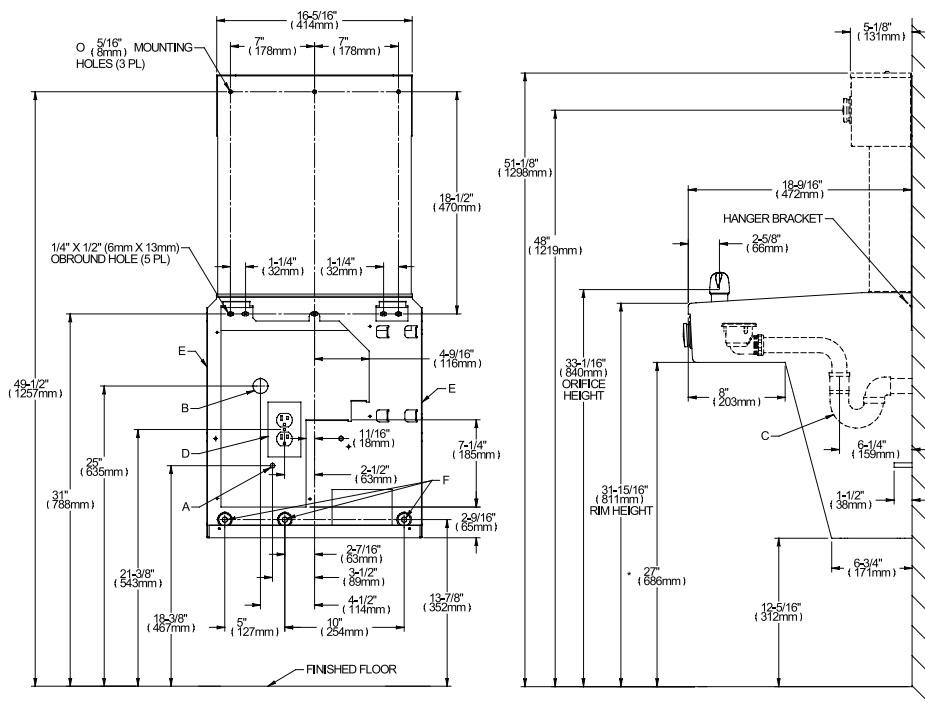 16-5/16"
(414mm)
7"
(178mm)
7"
(178mm)
O 5/16" MOUNTING
(8mm)
HOLES (3 PL)
18-1/2"
(470mm)
1/4" X 1/2" (6mm X 13mm)
OBROUND HOLE (5 PL)
1-1/4"
(32mm)
1-1/4"
(32mm)
E
4-9/16"
(116mm)
E
49-1/2"
(1257mm)
B
11/16"
(18mm)
7-1/4"
(185mm)
D
25"
(635mm)
2-1/2"
(63mm)
F
A
31"
(788mm)
2-9/16"
(65mm)
2-7/16"
(63mm)
21-3/8"
(543mm)
3-1/2"
(89mm)
13-7/8"
(352mm)
4-1/2"
(114mm)
18-3/8"
(467mm)
5"
(127mm)
10"
(254mm)
FINISHED FLOOR
5-1/8"
(131mm)
51-1/8"
(1298mm)
18-9/16"
(472mm)
HANGER BRACKET
48"
(1219mm)
2-5/8"
(66mm)
33-1/16"
(840mm)
ORIFICE
HEIGHT
8"
(203mm)
C
6-1/4"
(159mm)
31-15/16"
(811mm)
RIM HEIGHT
1-1/2"
(38mm)
* 27"
(686mm)
6-3/4"
(171mm)
12-5/16"
(312mm)